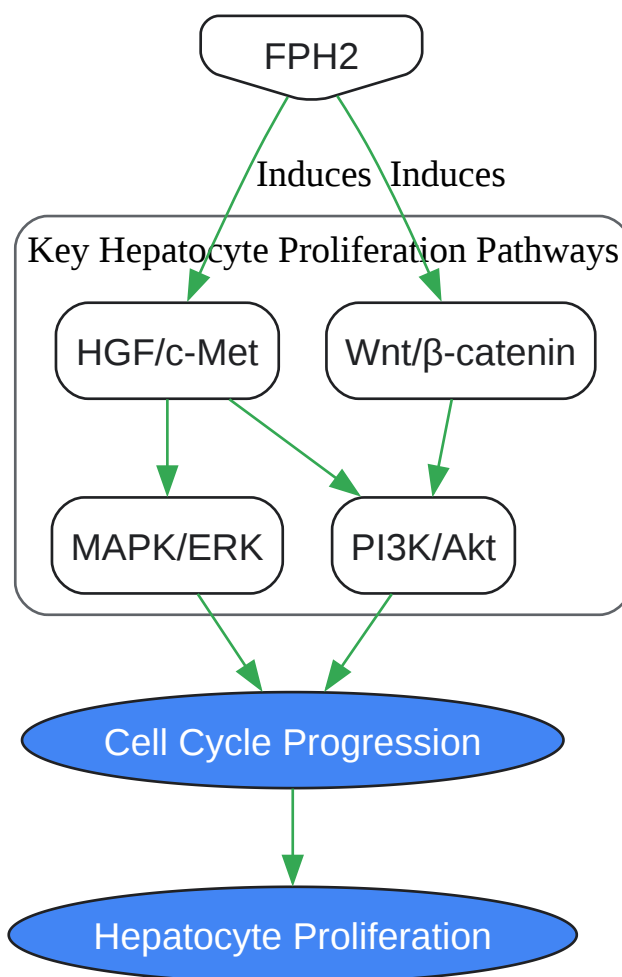 FPH2
Induces Induces
Key Hepatocyte Proliferation Pathways
HGF/c-Met
Wnt/β-catenin
MAPK/ERK
PI3K/Akt
Cell Cycle Progression
Hepatocyte Proliferation